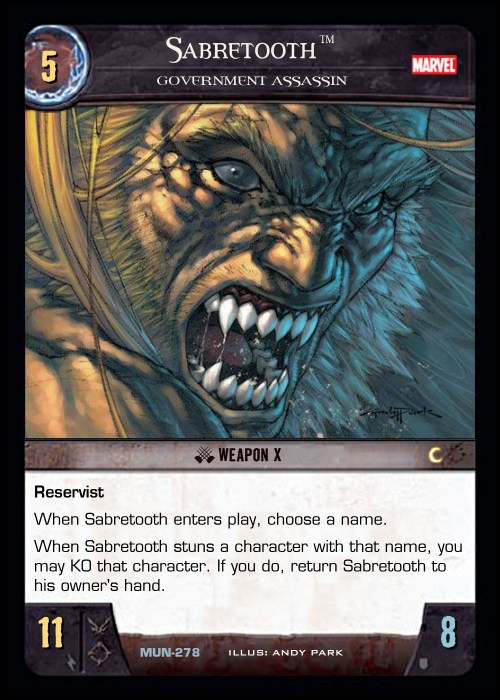 5
SABRETOOTH™
GOVERNMENT ASSASSIN
MARVEL
WEAPON X
C
Reservist
When Sabretooth enters play, choose a name.
When Sabretooth stuns a character with that name, you
may KO that character. If you do, return Sabretooth to
his owner's hand.
11
MUN-278 ILLUS: ANDY PARK
8